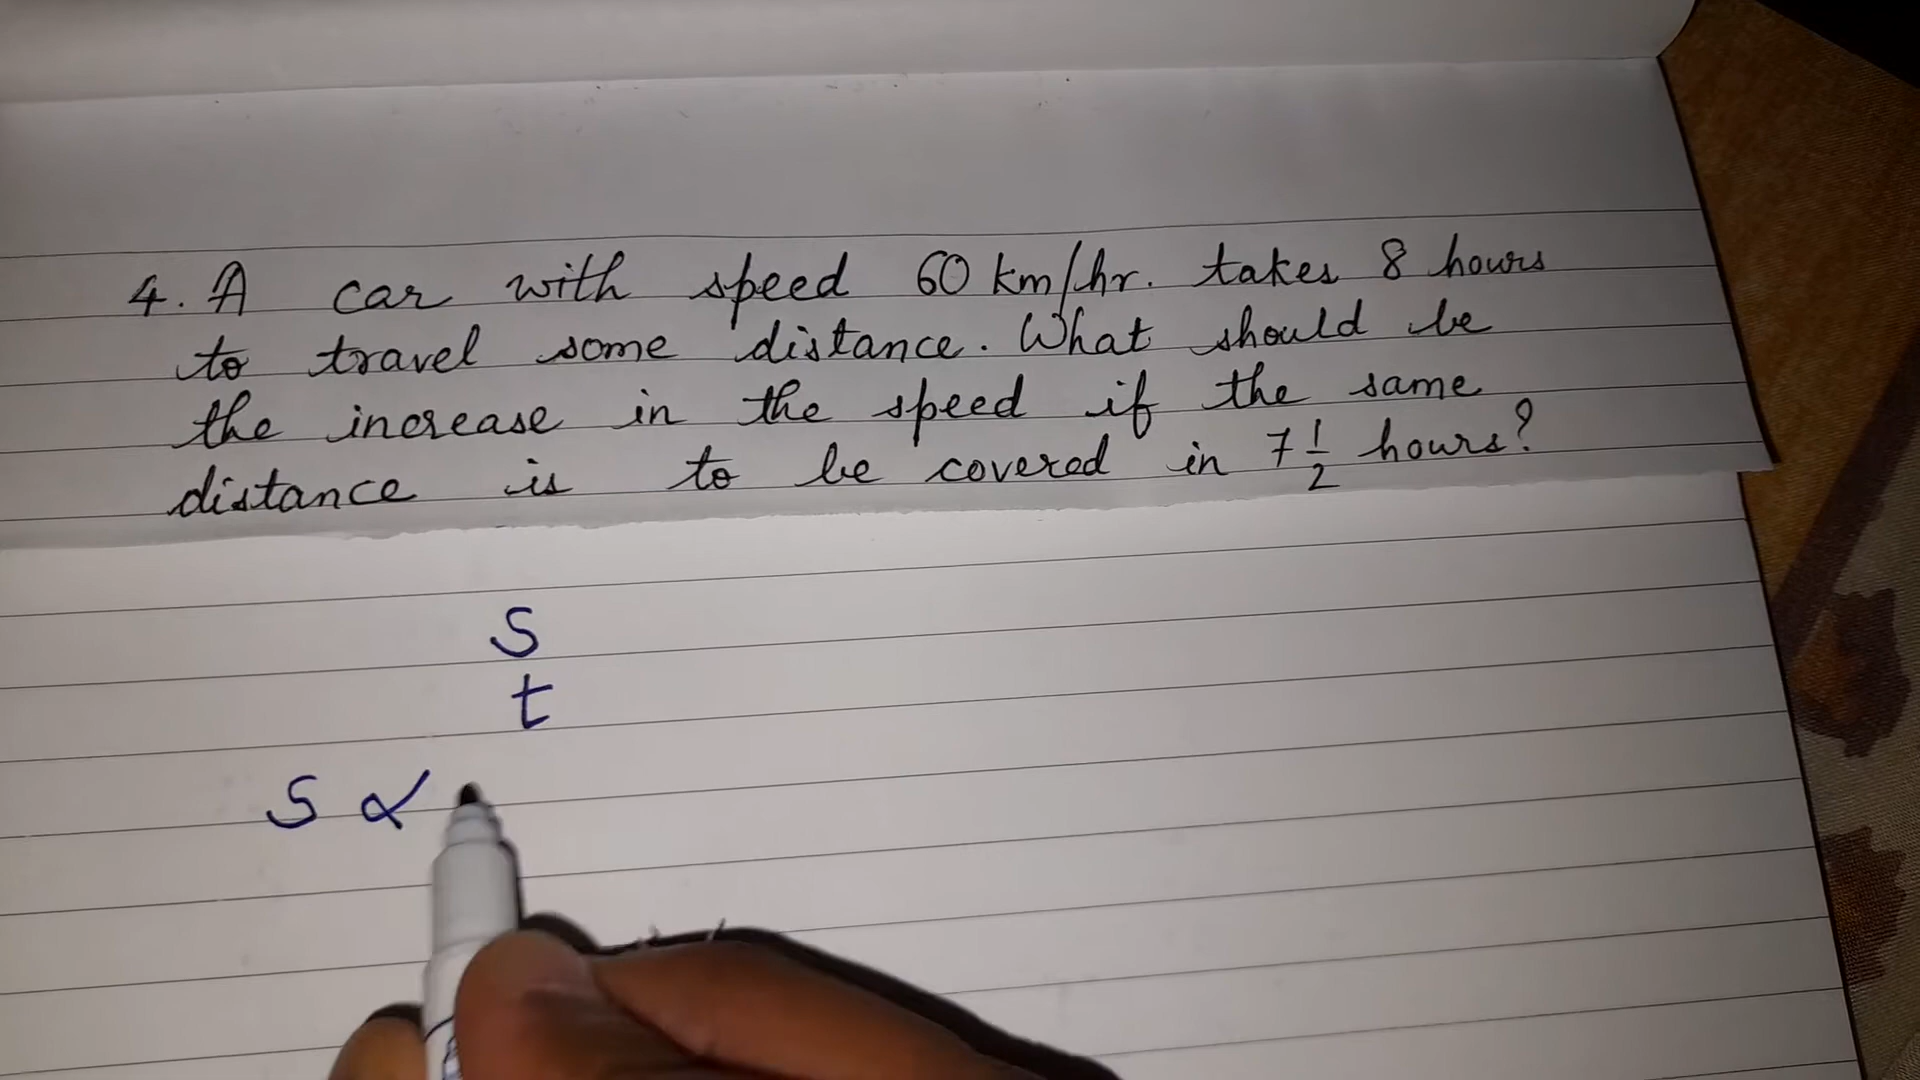 4. A car with speed 60 km/hr. takes 8 hours
to travel some distance. What should be
the increase in the speed if the same
distance is to be covered in 7 1/2 hours?
S
t
S ∝